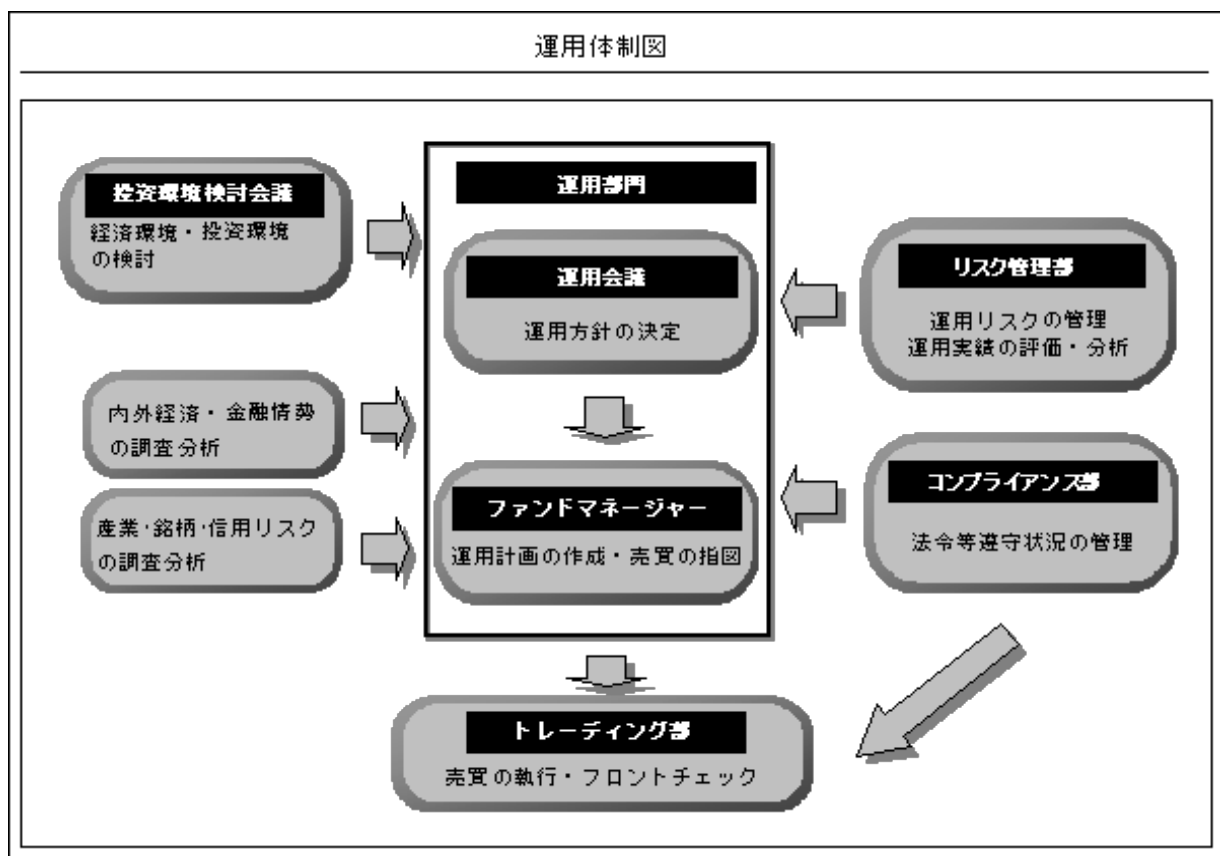 運用体制図
投資環境検討会議
経済環境・投資環境
の検討
内外経済・金融情勢
の調査分析
産業・銘柄・信用リスク
の調査分析
運用部門
運用会議
運用方針の決定
ファンドマネージャー
運用計画の作成・売買の指図
リスク管理部
運用リスクの管理
運用実績の評価・分析
コンプライアンス部
法令等遵守状況の管理
トレーディング部
売買の執行・フロントチェック